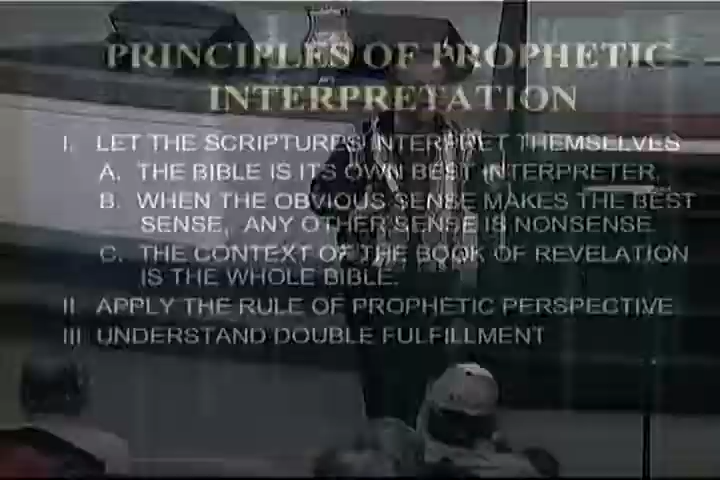 PRINCIPLES OF PROPHETIC
INTERPRETATION
I. LET THE SCRIPTURES INTERPRET THEMSELVES
A. THE BIBLE IS ITS OWN BEST INTERPRETER.
B. WHEN THE OBVIOUS SENSE MAKES THE BEST
SENSE, ANY OTHER SENSE IS NONSENSE
C. THE CONTEXT OF THE BOOK OF REVELATION
IS THE WHOLE BIBLE.
II APPLY THE RULE OF PROPHETIC PERSPECTIVE
III UNDERSTAND DOUBLE FULFILLMENT